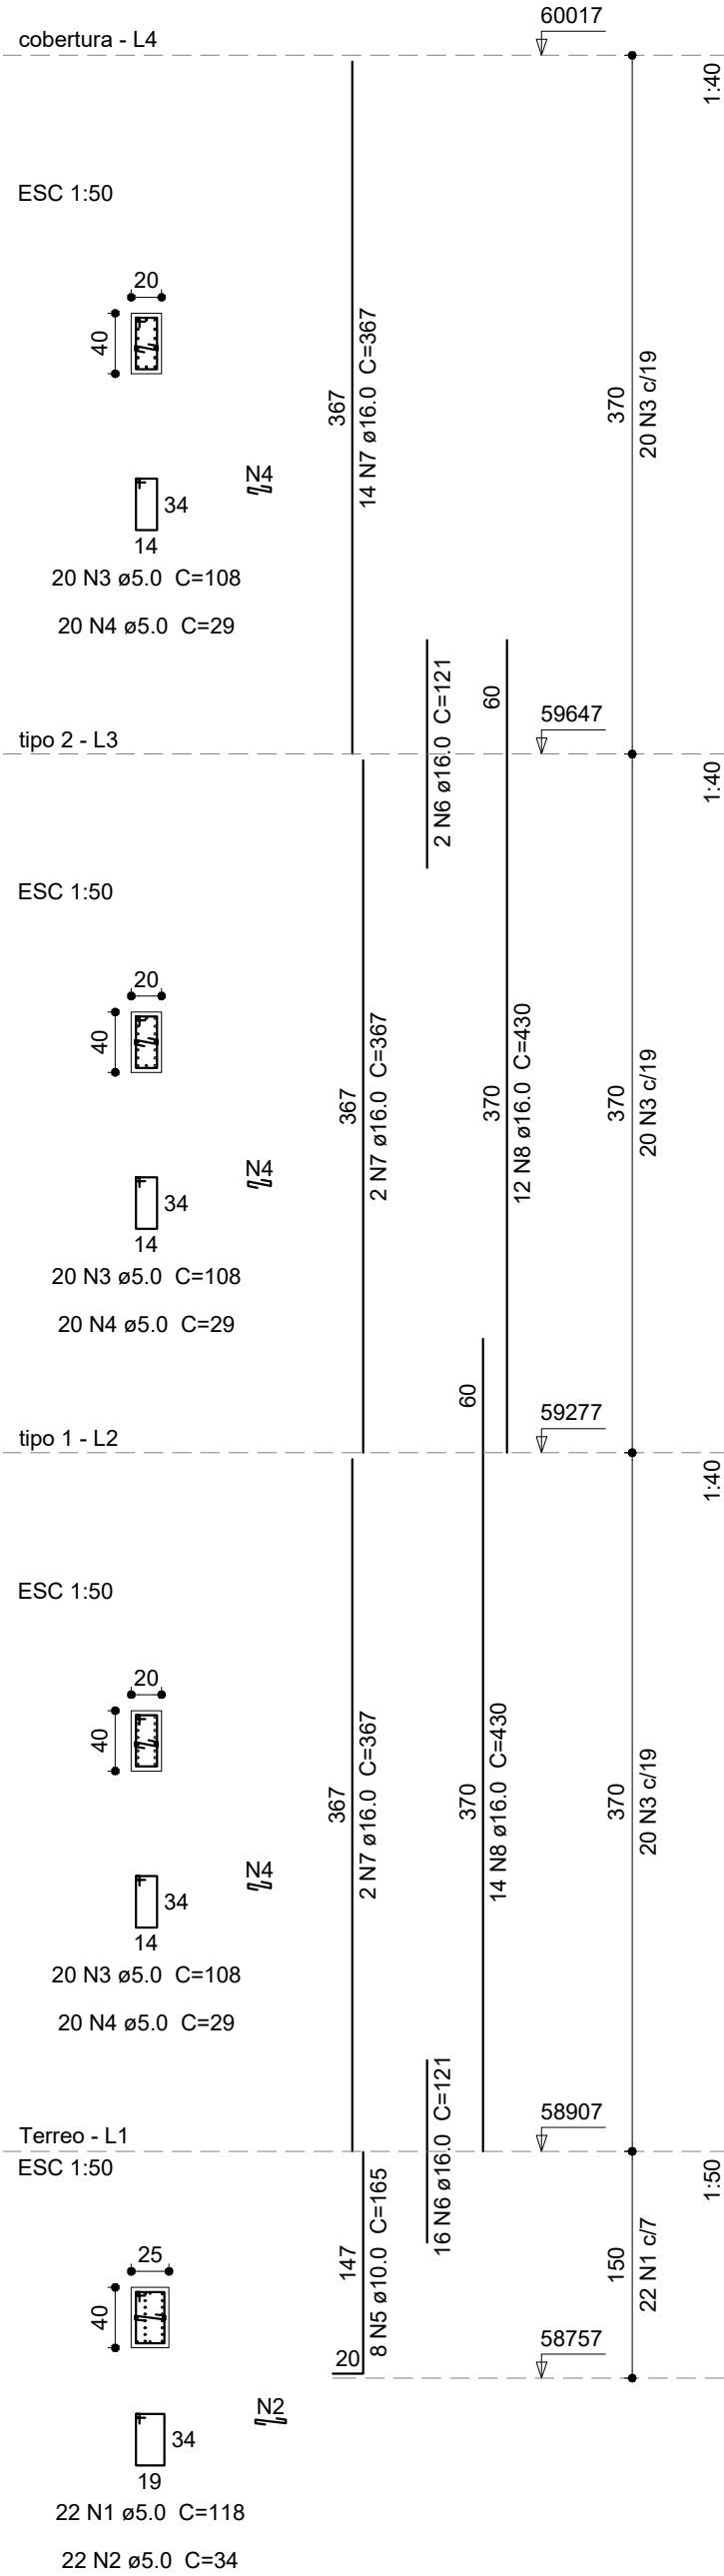 cobertura - L4
60017
1:40
ESC 1:50
20
40
367
14 N7 ø16.0 C=367
370
20 N3 c/19
N4
34
14
20 N3 ø5.0 C=108
20 N4 ø5.0 C=29
2 N6 ø16.0 C=121
60
59647
tipo 2 - L3
1:40
ESC 1:50
20
40
367
2 N7 ø16.0 C=367
370
12 N8 ø16.0 C=430
370
20 N3 c/19
N4
34
14
20 N3 ø5.0 C=108
20 N4 ø5.0 C=29
60
59277
tipo 1 - L2
1:40
ESC 1:50
20
40
367
2 N7 ø16.0 C=367
370
14 N8 ø16.0 C=430
370
20 N3 c/19
N4
34
14
20 N3 ø5.0 C=108
20 N4 ø5.0 C=29
16 N6 ø16.0 C=121
58907
Terreo - L1
1:50
ESC 1:50
25
40
147
8 N5 ø10.0 C=165
20
150
22 N1 c/7
58757
N2
34
19
22 N1 ø5.0 C=118
22 N2 ø5.0 C=34